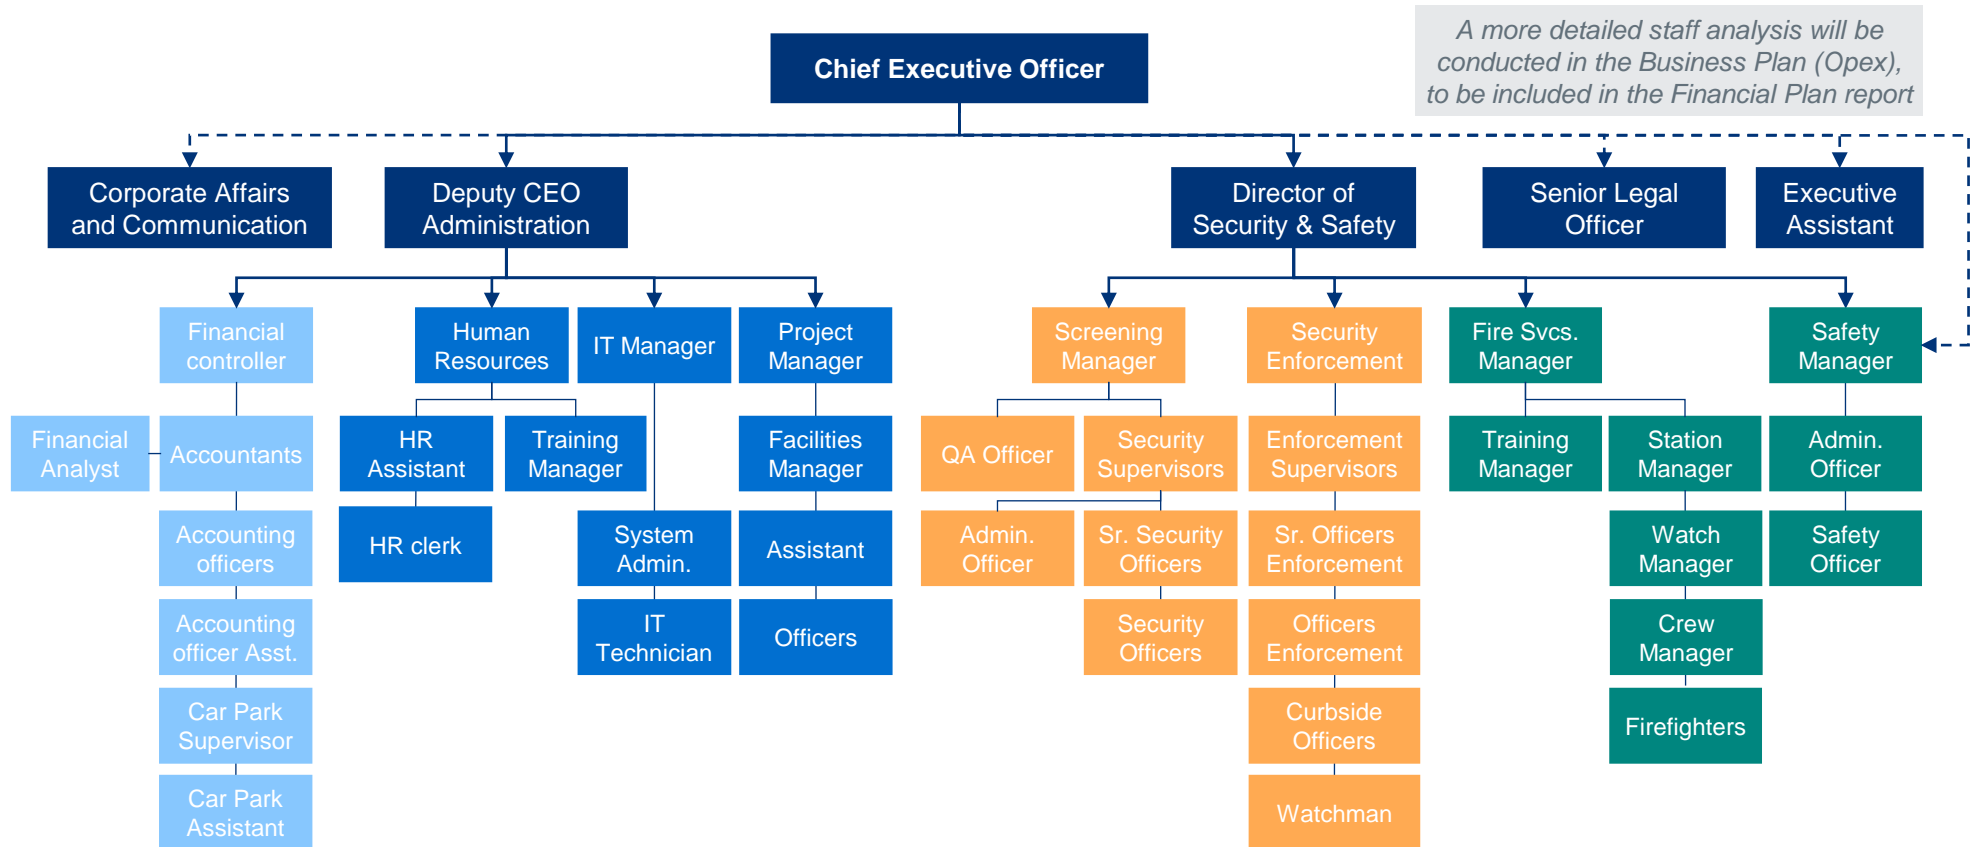 A more detailed staff analysis will be
conducted in the Business Plan (Opex),
to be included in the Financial Plan report
Chief Executive Officer
Corporate Affairs
and Communication
Deputy CEO
Administration
Director of
Security & Safety
Senior Legal
Officer
Executive
Assistant
Financial
controller
Human
Resources
IT Manager
Project
Manager
Screening
Manager
Security
Enforcement
Fire Svcs.
Manager
Safety
Manager
Financial
Analyst
Accountants
HR
Assistant
Training
Manager
Facilities
Manager
QA Officer
Security
Supervisors
Enforcement
Supervisors
Training
Manager
Station
Manager
Admin.
Officer
Accounting
officers
HR clerk
System
Admin.
Assistant
Admin.
Officer
Sr. Security
Officers
Sr. Officers
Enforcement
Watch
Manager
Safety
Officer
Accounting
officer Asst.
IT
Technician
Officers
Security
Officers
Officers
Enforcement
Crew
Manager
Car Park
Supervisor
Curbside
Officers
Firefighters
Car Park
Assistant
Watchman